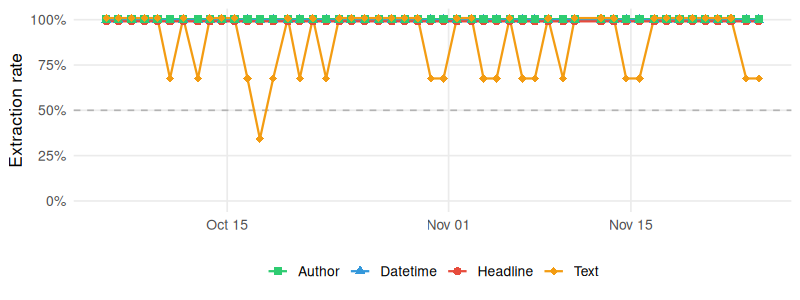 100%
75%
50%
25%
0%
Extraction rate
Oct 15 Nov 01 Nov 15
Author Datetime Headline Text